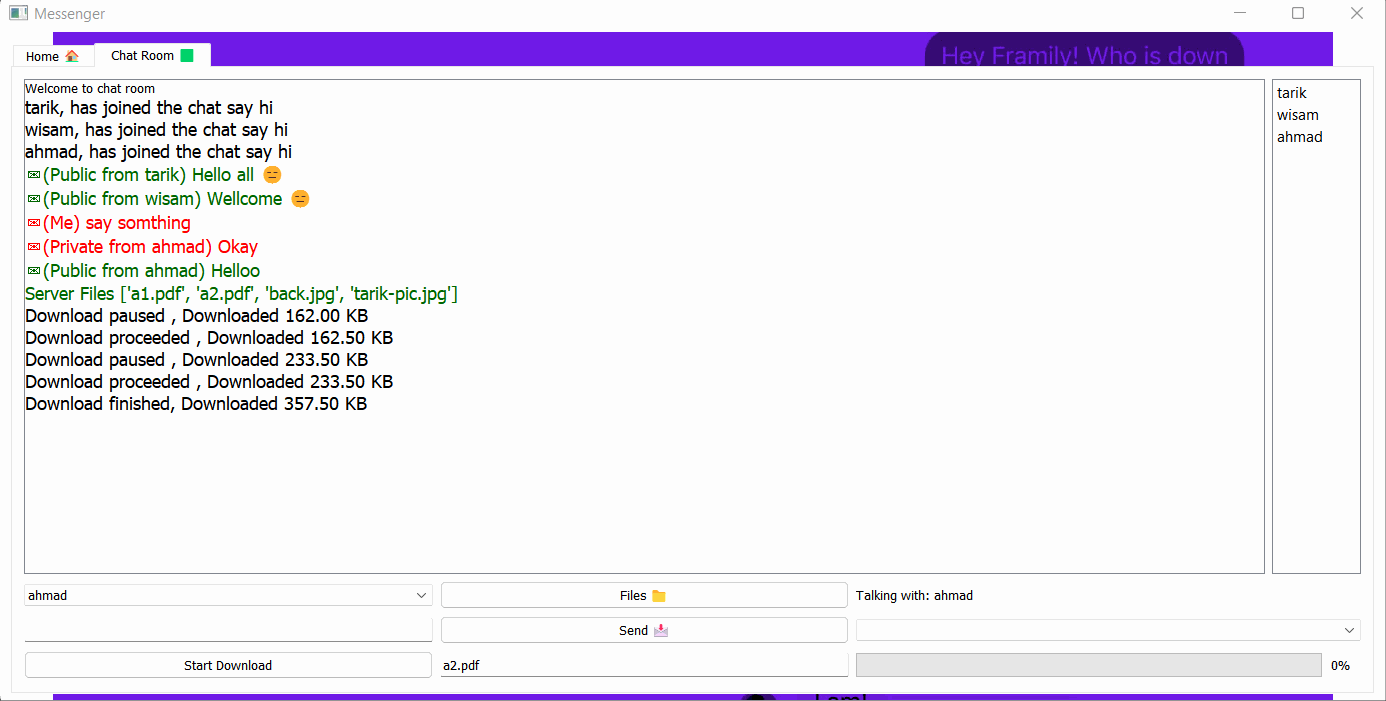 Messenger
Hey Framily! Who is down
Home
Chat Room
Welcome to chat room
tarik, has joined the chat say hi
wisam, has joined the chat say hi
ahmad, has joined the chat say hi
(Public from tarik) Hello all 😑
(Public from wisam) Wellcome 😑
(Me) say somthing
(Private from ahmad) Okay
(Public from ahmad) Helloo
Server Files ['a1.pdf', 'a2.pdf', 'back.jpg', 'tarik-pic.jpg']
Download paused , Downloaded 162.00 KB
Download proceeded , Downloaded 162.50 KB
Download paused , Downloaded 233.50 KB
Download proceeded , Downloaded 233.50 KB
Download finished, Downloaded 357.50 KB
tarik
wisam
ahmad
ahmad
Files
Talking with: ahmad
Send
Start Download
a2.pdf
0%